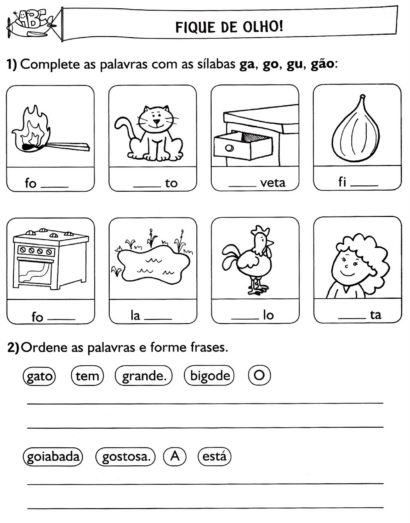 ABC
FIQUE DE OLHO!
1) Complete as palavras com as sílabas ga, go, gu, gão:
fo ____ ____ to ____ veta fi ____
fo ____ la ____ ____ lo ____ ta
2)Ordene as palavras e forme frases.
gato tem grande. bigode O
goiabada gostosa. A está